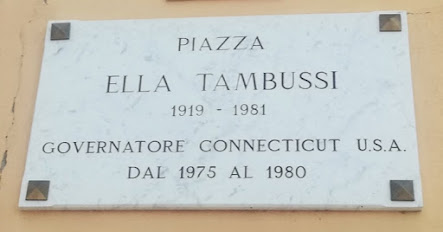 PIAZZA
ELLA TAMBUSSI
1919 - 1981
GOVERNATORE CONNECTICUT U.S.A.
DAL 1975 AL 1980